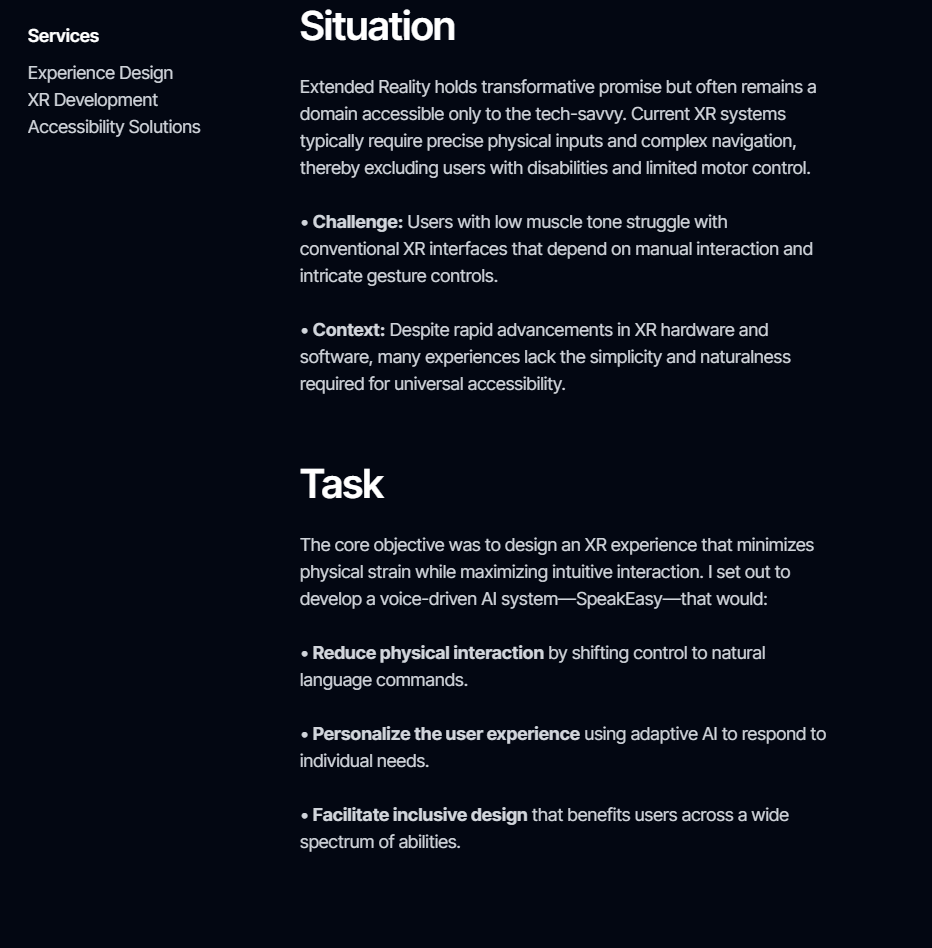 Services
Experience Design
XR Development
Accessibility Solutions
Situation
Extended Reality holds transformative promise but often remains a
domain accessible only to the tech-savvy. Current XR systems
typically require precise physical inputs and complex navigation,
thereby excluding users with disabilities and limited motor control.
• Challenge: Users with low muscle tone struggle with
conventional XR interfaces that depend on manual interaction and
intricate gesture controls.
• Context: Despite rapid advancements in XR hardware and
software, many experiences lack the simplicity and naturalness
required for universal accessibility.
Task
The core objective was to design an XR experience that minimizes
physical strain while maximizing intuitive interaction. I set out to
develop a voice-driven AI system—SpeakEasy—that would:
• Reduce physical interaction by shifting control to natural
language commands.
• Personalize the user experience using adaptive AI to respond to
individual needs.
• Facilitate inclusive design that benefits users across a wide
spectrum of abilities.